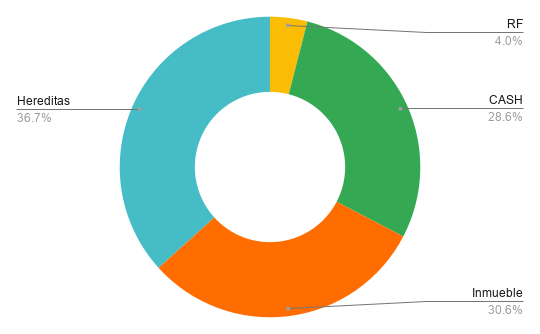 RF
4.0%
CASH
28.6%
Hereditas
36.7%
Inmueble
30.6%